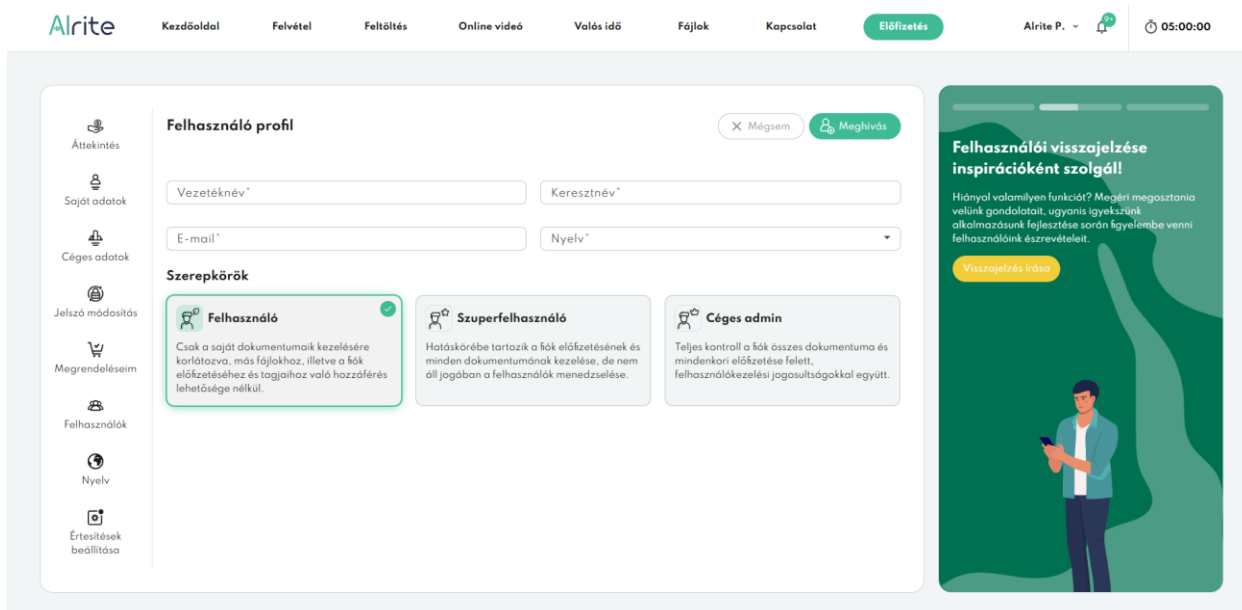 Alrite
Kezdőoldal
Felvétel
Feltöltés
Online videó
Valós idő
Fájlok
Kapcsolat
Előfizetés
Alrite P.
9+
05:00:00
Áttekintés
Saját adatok
Céges adatok
Jelszó módosítás
Megrendeléseim
Felhasználók
Nyelv
Értesítések
beállítása
Felhasználó profil
Mégsem
Meghívás
Vezetéknév*
Keresztnév*
E-mail*
Nyelv*
Szerepkörök
Felhasználó
Csak a saját dokumentumaik kezelésére
korlátozva, más fájlokhoz, illetve a fiók
előfizetéséhez és tagjaihoz való hozzáférés
lehetősége nélkül.
Szuperfelhasználó
Hatáskörébe tartozik a fiók előfizetésének és
minden dokumentumának kezelése, de nem
áll jogában a felhasználók menedzselése.
Céges admin
Teljes kontroll a fiók összes dokumentuma és
mindenkori előfizetése felett,
felhasználókezelési jogosultságokkal együtt.
Felhasználói visszajelzése
inspirációként szolgál!
Hiányol valamilyen funkciót? Megéri megosztania
velünk gondolatait, ugyanis igyekszünk
alkalmazásunk fejlesztése során figyelembe venni
felhasználóink észrevételeit.
Visszajelzés írása